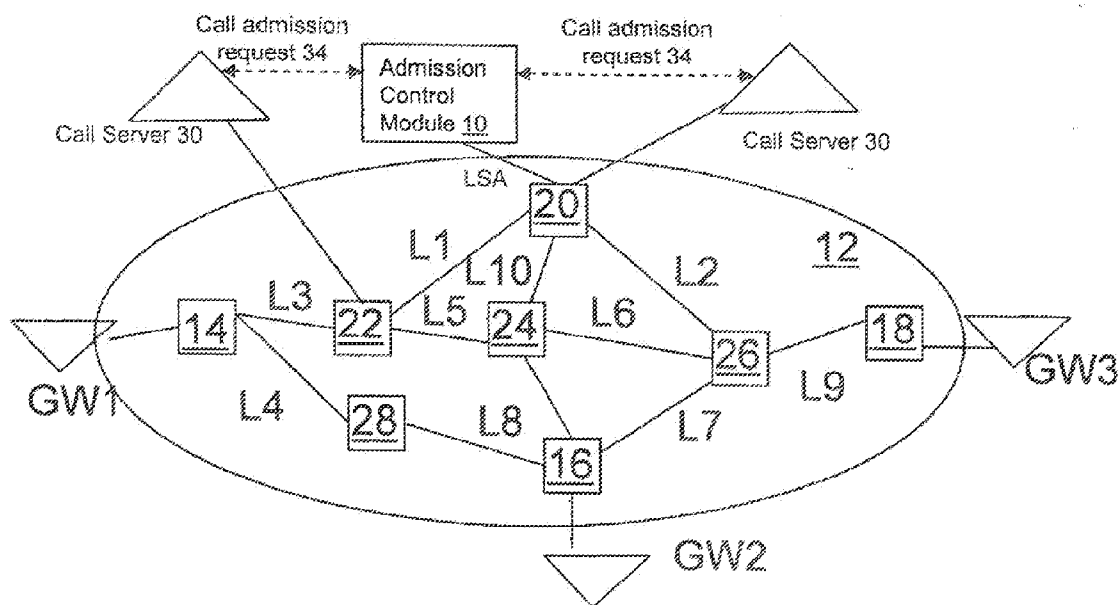 Call admission
request 34
Call admission
request 34
Admission
Control
Module 10
Call Server 30
Call Server 30
LSA
20
12
L1
L10
L2
L3
L5
L6
14
22
24
26
18
GW1
L4
28
L8
16
L7
L9
GW3
GW2